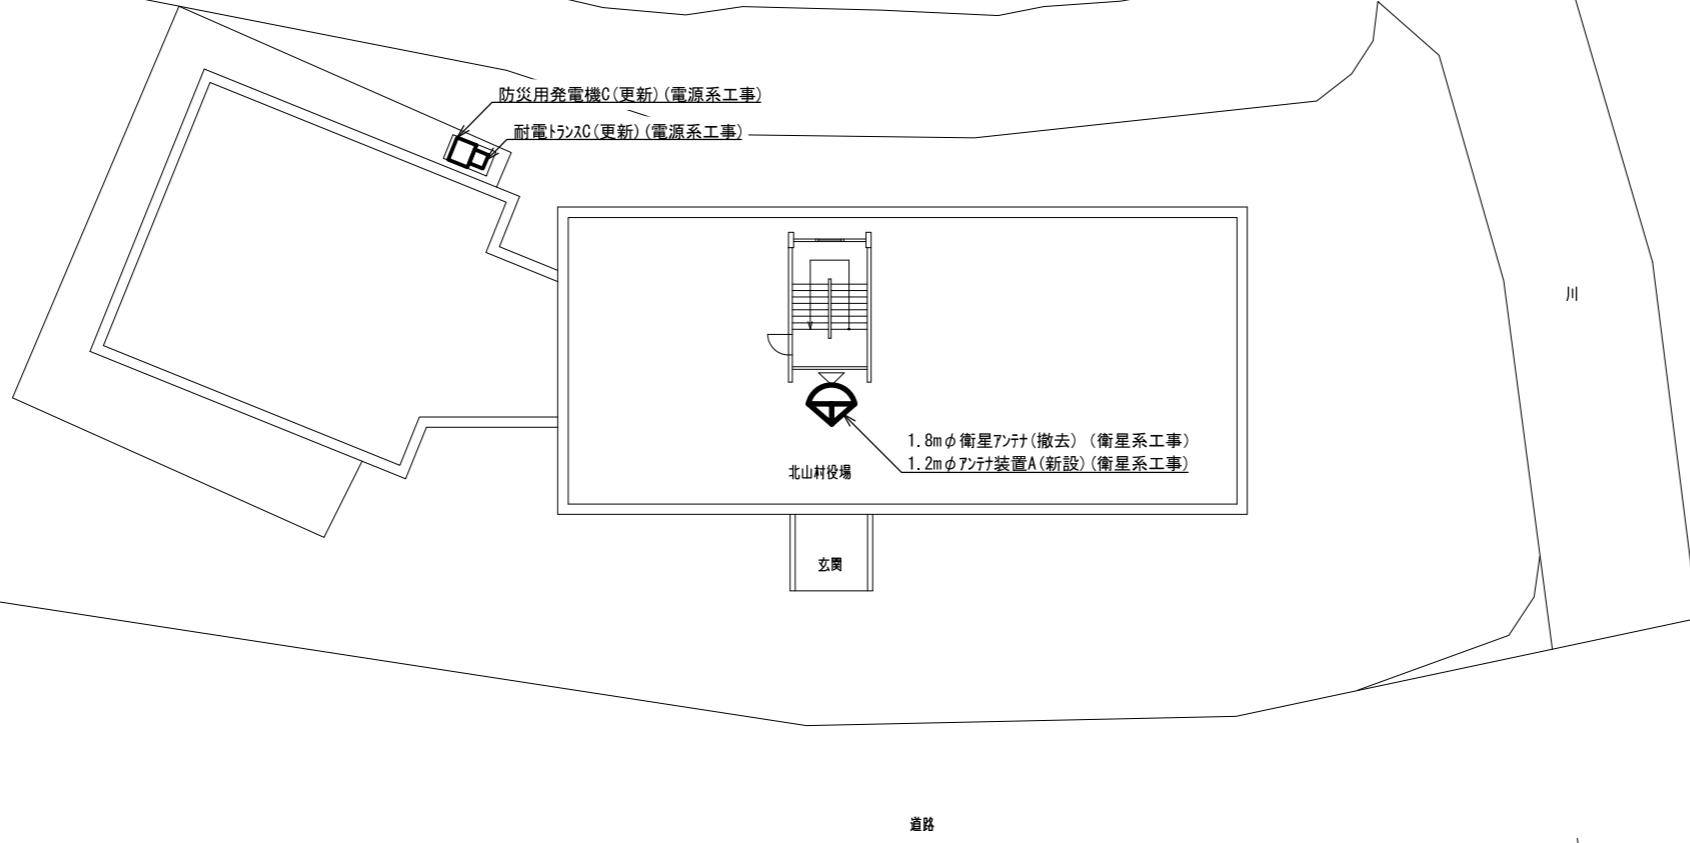 防災用発電機C(更新)(電源系工事)
耐電ﾄﾗﾝｽC(更新)(電源系工事)
川
1.8mφ衛星ｱﾝﾃﾅ(撤去) (衛星系工事)
1.2mφｱﾝﾃﾅ装置A(新設)(衛星系工事)
北山村役場
玄関
道路